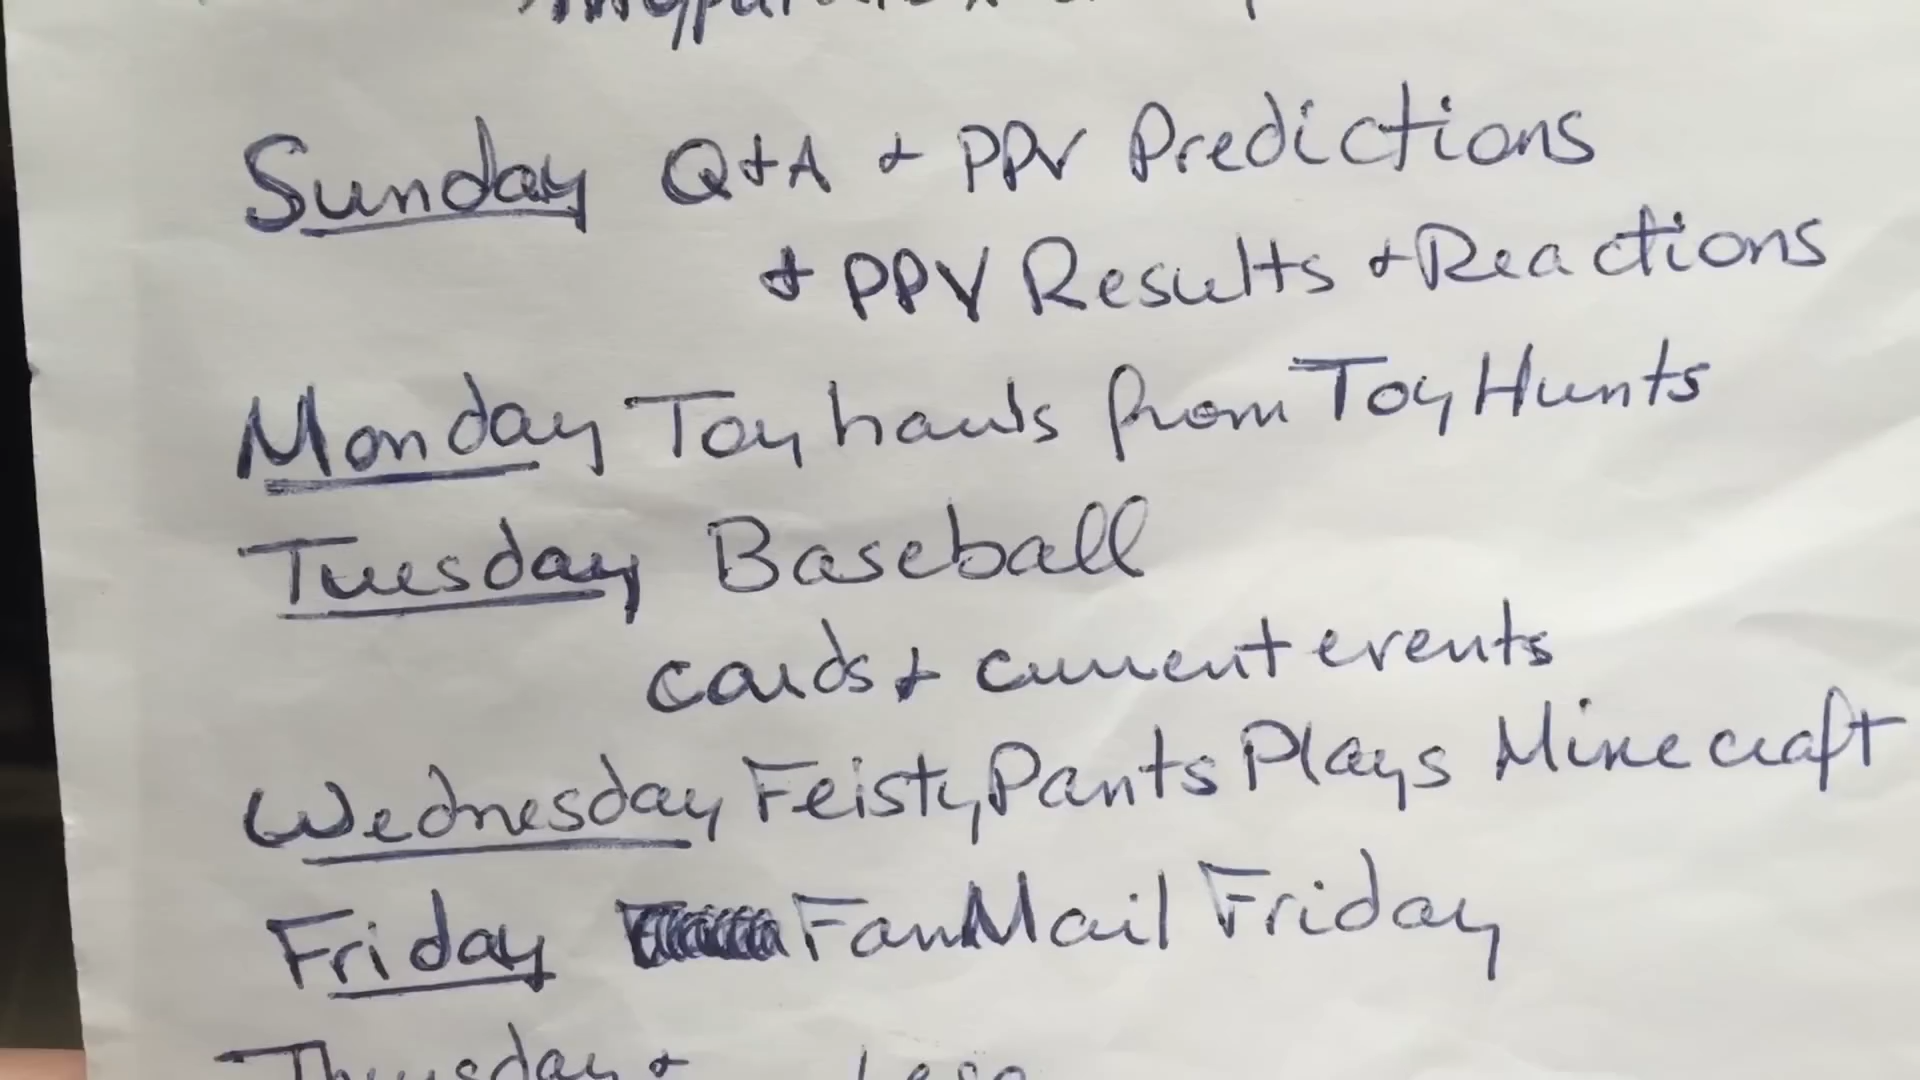 Sunday Q+A + PPV Predictions
+ PPV Results + Reactions
Monday Toy hauls from Toy Hunts
Tuesday Baseball
cards + current events
Wednesday FeistyPants Plays Minecraft
Friday FanMail Friday
Thursday +